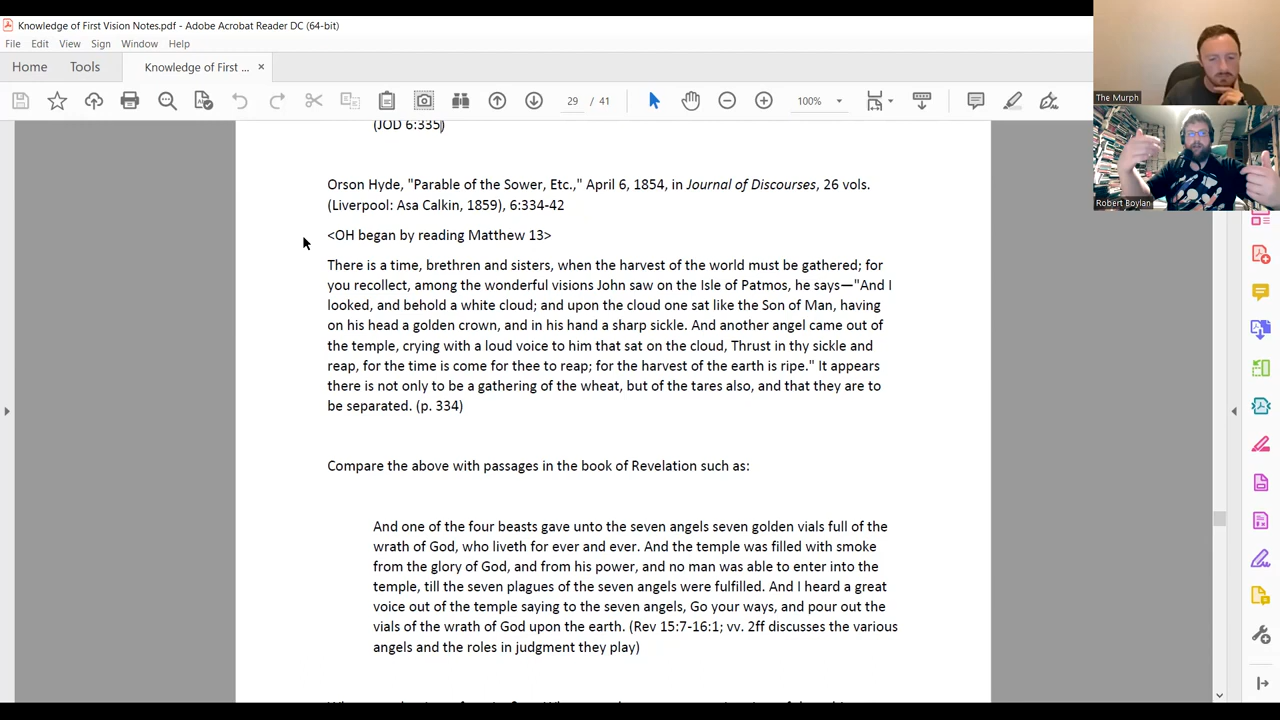 Knowledge of First Vision Notes.pdf - Adobe Acrobat Reader DC (64-bit)
File Edit View Sign Window Help
Home Tools Knowledge of First ... ×
29 / 41 100%
(JOD 6:335)
Orson Hyde, "Parable of the Sower, Etc.," April 6, 1854, in Journal of Discourses, 26 vols.
(Liverpool: Asa Calkin, 1859), 6:334-42
<OH began by reading Matthew 13>
There is a time, brethren and sisters, when the harvest of the world must be gathered; for
you recollect, among the wonderful visions John saw on the Isle of Patmos, he says—"And I
looked, and behold a white cloud; and upon the cloud one sat like the Son of Man, having
on his head a golden crown, and in his hand a sharp sickle. And another angel came out of
the temple, crying with a loud voice to him that sat on the cloud, Thrust in thy sickle and
reap, for the time is come for thee to reap; for the harvest of the earth is ripe." It appears
there is not only to be a gathering of the wheat, but of the tares also, and that they are to
be separated. (p. 334)
Compare the above with passages in the book of Revelation such as:
And one of the four beasts gave unto the seven angels seven golden vials full of the
wrath of God, who liveth for ever and ever. And the temple was filled with smoke
from the glory of God, and from his power, and no man was able to enter into the
temple, till the seven plagues of the seven angels were fulfilled. And I heard a great
voice out of the temple saying to the seven angels, Go your ways, and pour out the
vials of the wrath of God upon the earth. (Rev 15:7-16:1; vv. 2ff discusses the various
angels and the roles in judgment they play)
The Murph
Robert Boylan